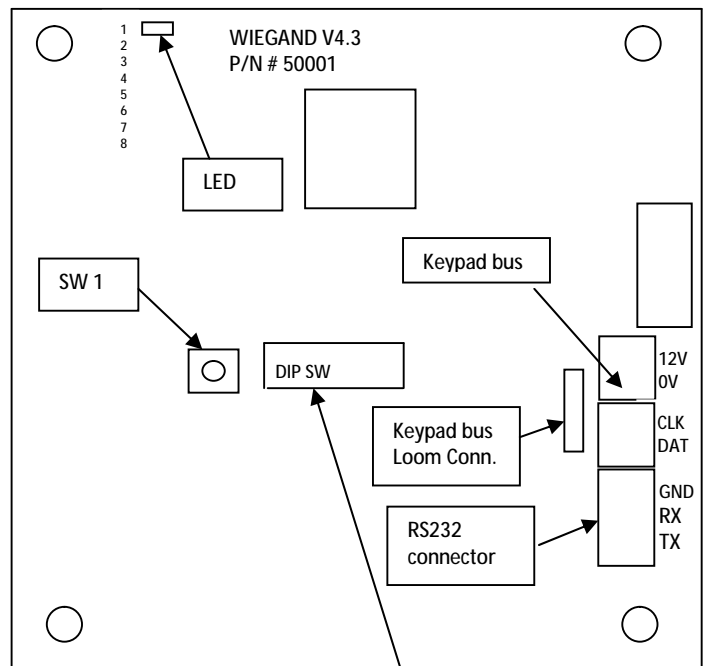 1
2
3
4
5
6
7
8
WIEGAND V4.3
P/N # 50001
LED
Keypad bus
SW 1
12V
0V
DIP SW
CLK
DAT
Keypad bus
Loom Conn.
GND
RX
TX
RS232
connector